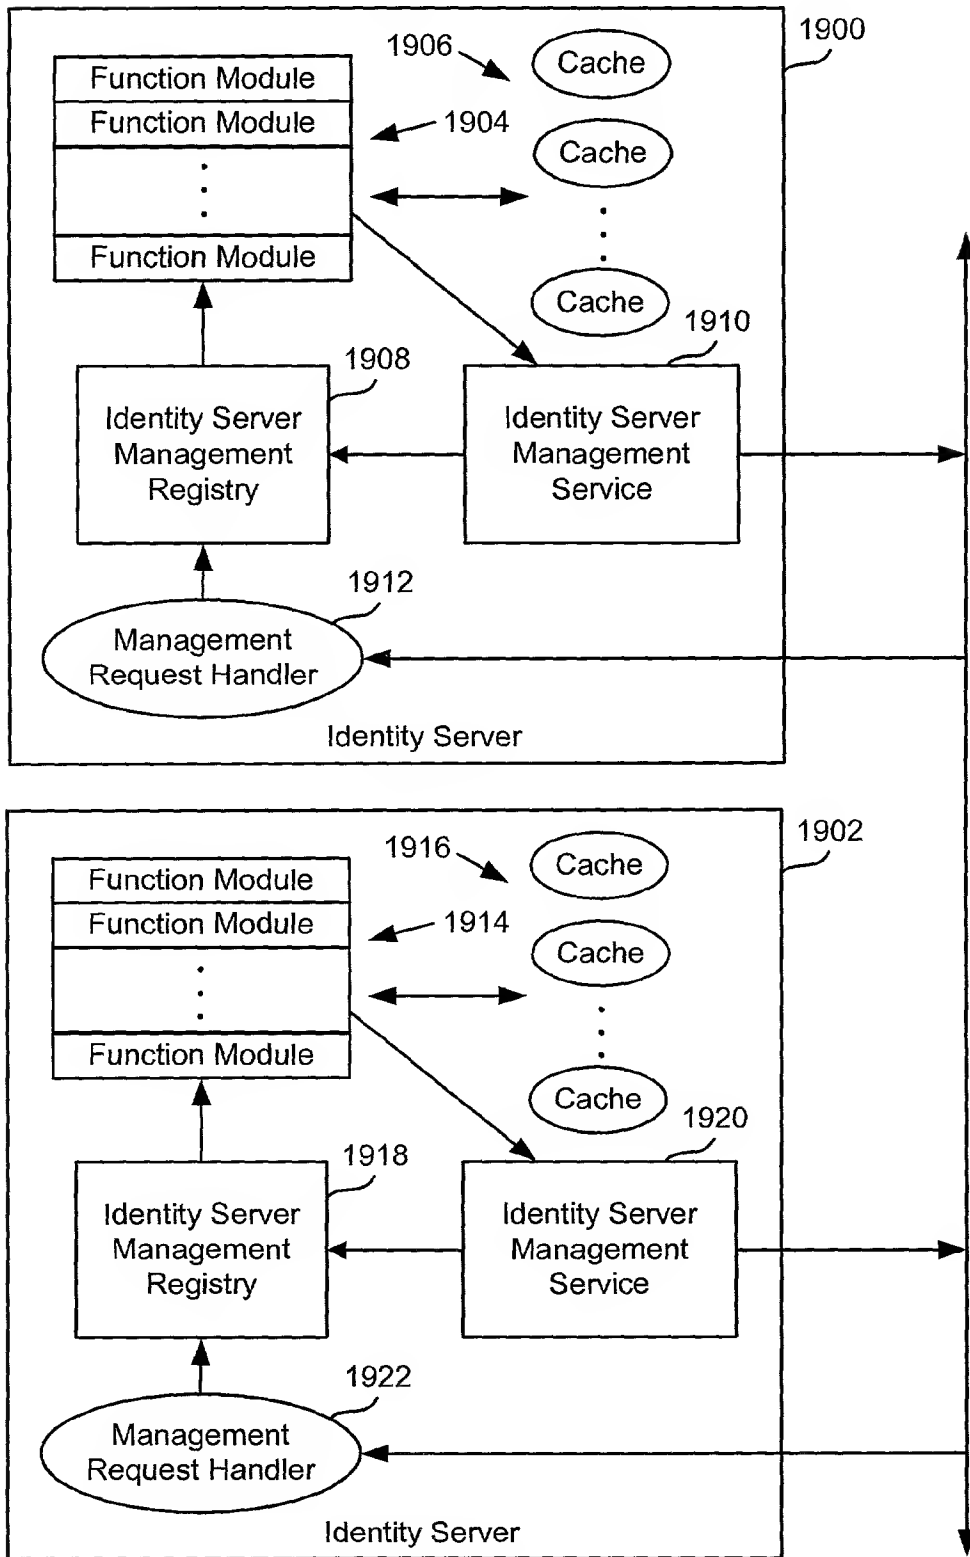 1900
1906
Cache
Function Module
Function Module
1904
Cache
Function Module
Cache
1910
1908
Identity Server
Management
Registry
Identity Server
Management
Service
1912
Management
Request Handler
Identity Server
1902
1916
Cache
Function Module
Function Module
1914
Cache
Function Module
Cache
1920
1918
Identity Server
Management
Registry
Identity Server
Management
Service
1922
Management
Request Handler
Identity Server